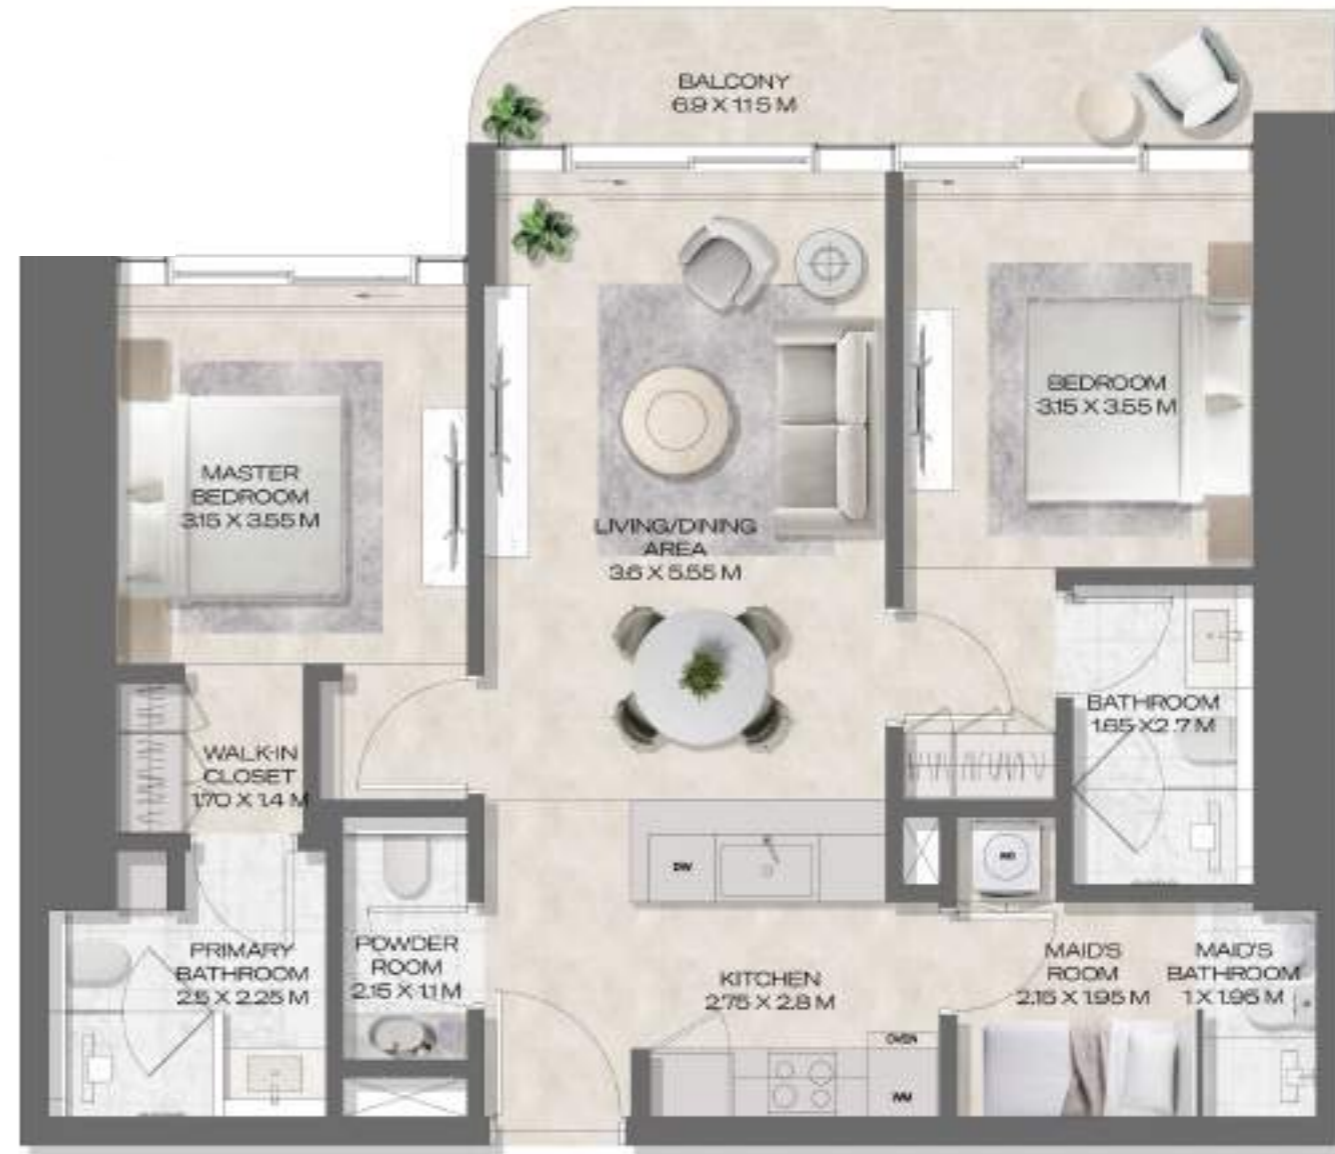 BALCONY
6.9 X 1.15 M
BEDROOM
3.15 X 3.55 M
MASTER
BEDROOM
3.15 X 3.55 M
LIVING/DINING
AREA
3.6 X 5.55 M
BATHROOM
1.65 X 2.7 M
WALK-IN
CLOSET
1.70 X 1.4 M
DW
WD
PRIMARY
BATHROOM
2.5 X 2.25 M
POWDER
ROOM
2.15 X 1.1 M
KITCHEN
2.75 X 2.8 M
MAID'S
ROOM
2.15 X 1.95 M
MAID'S
BATHROOM
1 X 1.95 M
OVEN